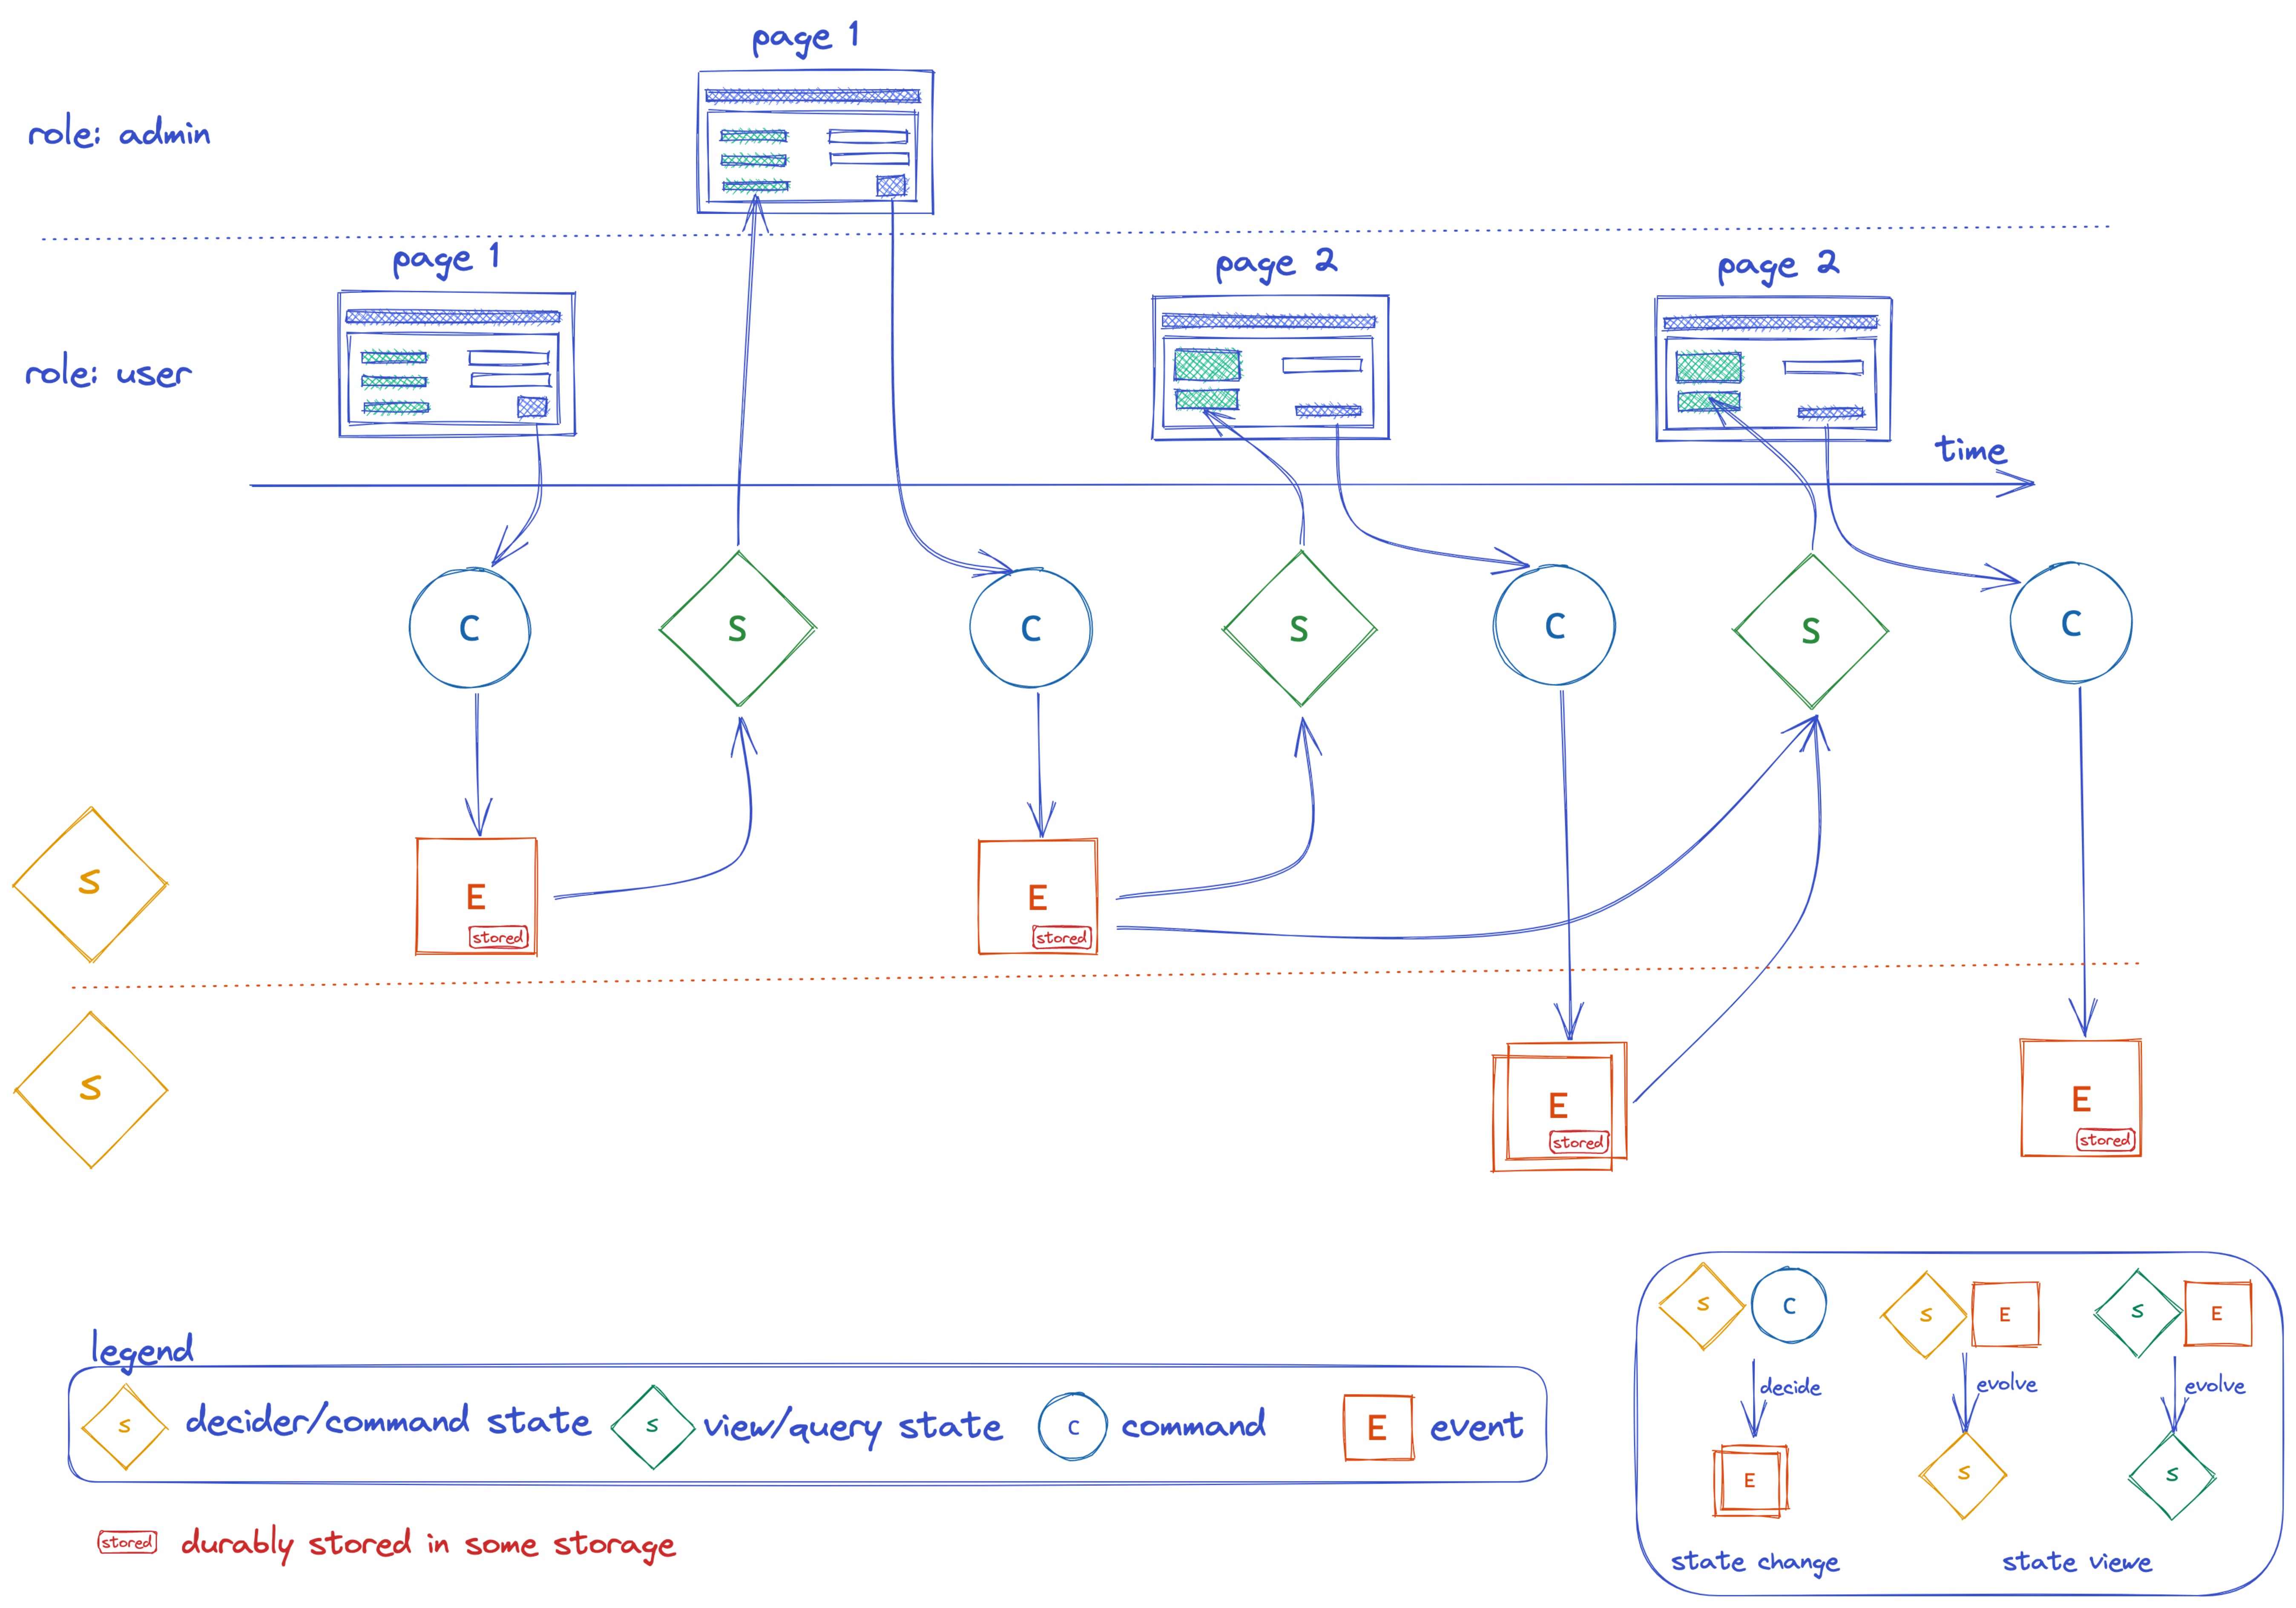 page 1
role: admin
page 1
page 2
page 2
role: user
time
C
S
C
S
C
S
C
S
E
stored
E
stored
S
E
stored
E
stored
legend
S decider/command state
S view/query state
C command
E event
stored durably stored in some storage
S C
S E
S E
decide
evolve
evolve
E
S
S
state change
state viewe